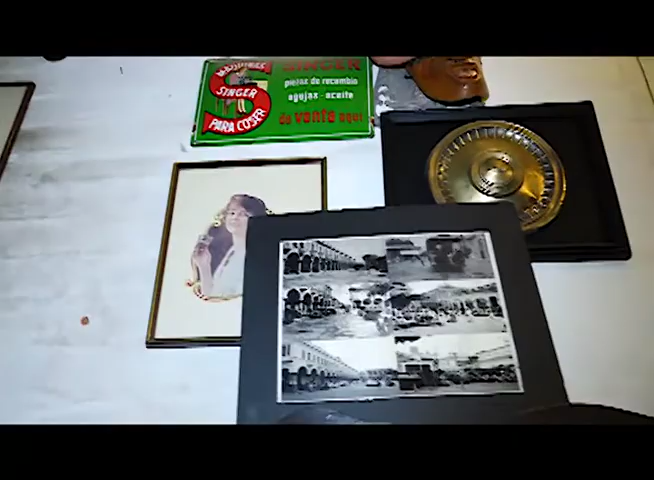 MAQUINAS
SINGER
PARA COSER
SINGER
piezas de recambio
agujas - aceite
de venta aqui